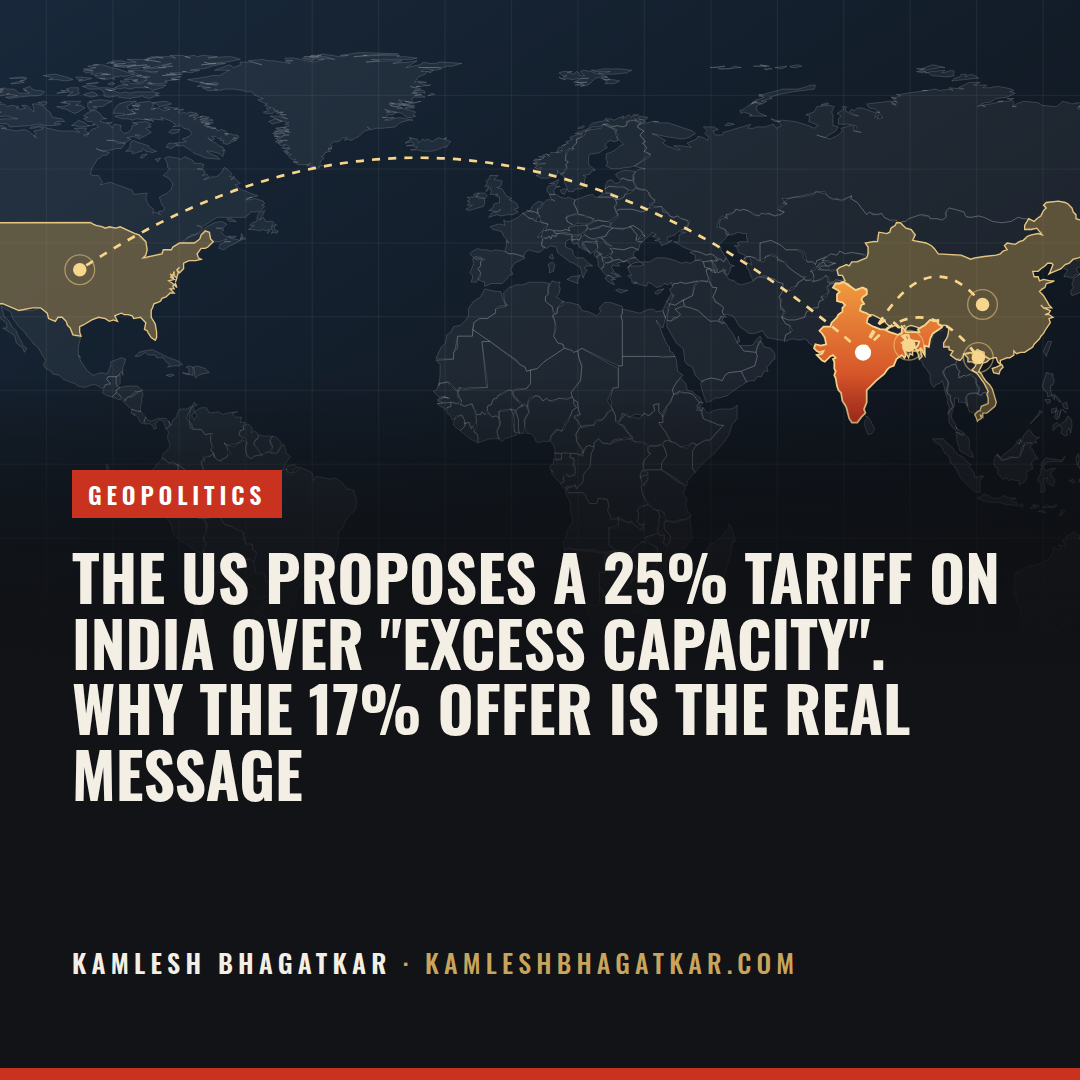 GEOPOLITICS
THE US PROPOSES A 25% TARIFF ON
INDIA OVER "EXCESS CAPACITY".
WHY THE 17% OFFER IS THE REAL
MESSAGE
KAMLESH BHAGATKAR · KAMLESHBHAGATKAR.COM